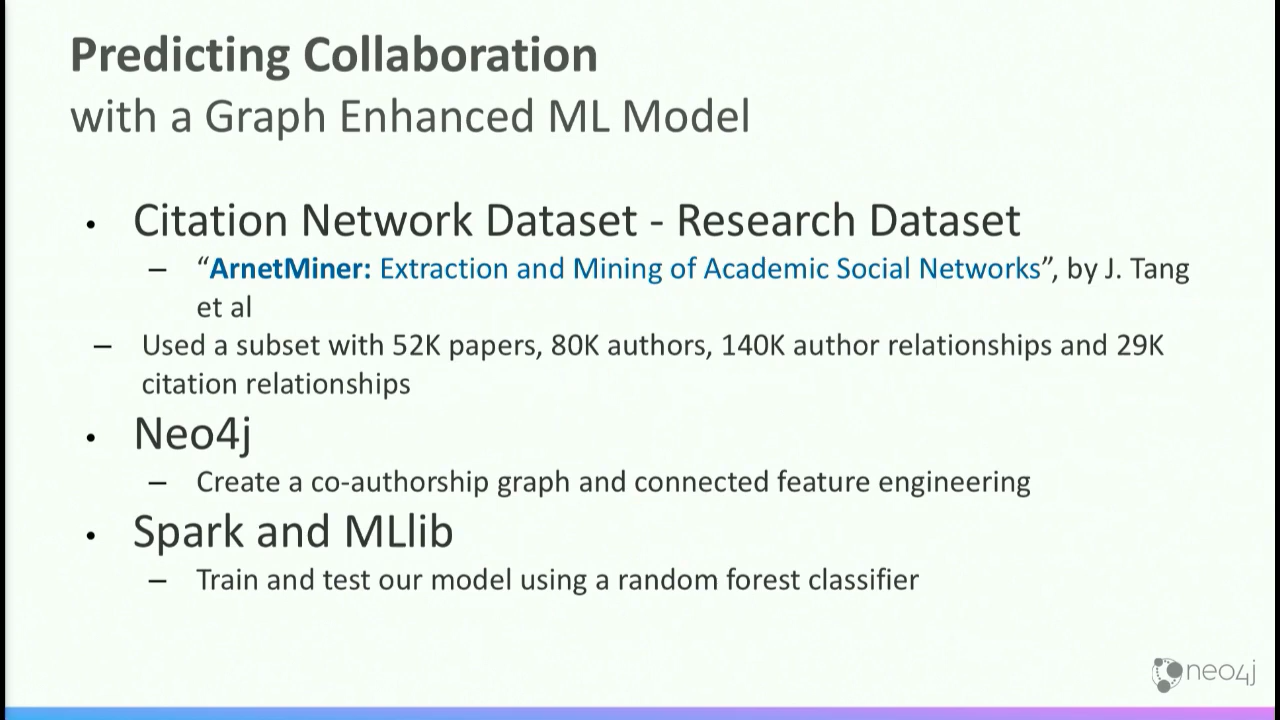 Predicting Collaboration
with a Graph Enhanced ML Model
• Citation Network Dataset - Research Dataset
– “ArnetMiner: Extraction and Mining of Academic Social Networks”, by J. Tang
et al
– Used a subset with 52K papers, 80K authors, 140K author relationships and 29K
citation relationships
• Neo4j
– Create a co-authorship graph and connected feature engineering
• Spark and MLlib
– Train and test our model using a random forest classifier
neo4j